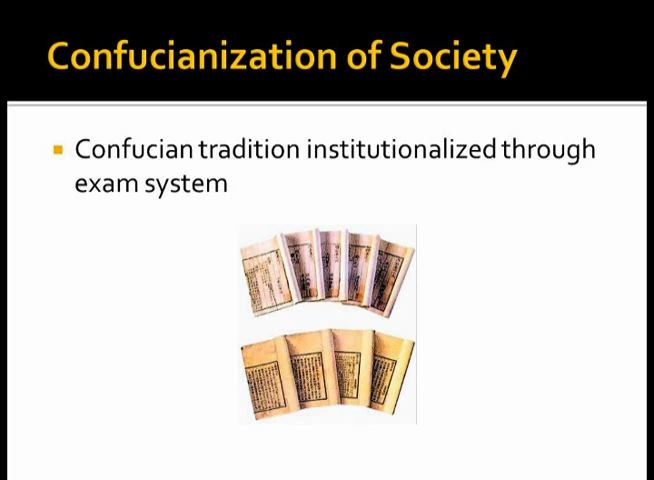 Confucianization of Society
Confucian tradition institutionalized through
exam system